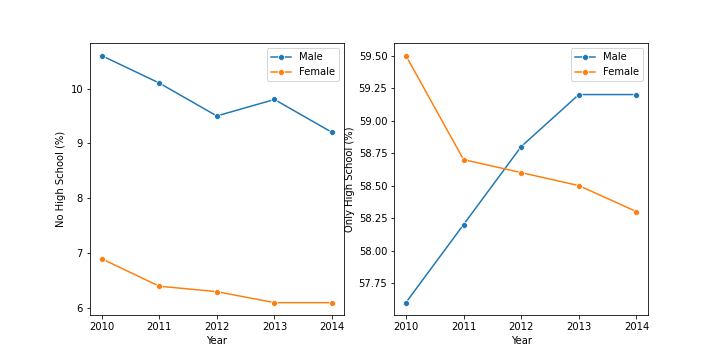 Male
Female
No High School (%)
10
9
8
7
6
2010 2011 2012 2013 2014
Year
Male
Female
Only High School (%)
59.50
59.25
59.00
58.75
58.50
58.25
58.00
57.75
2010 2011 2012 2013 2014
Year